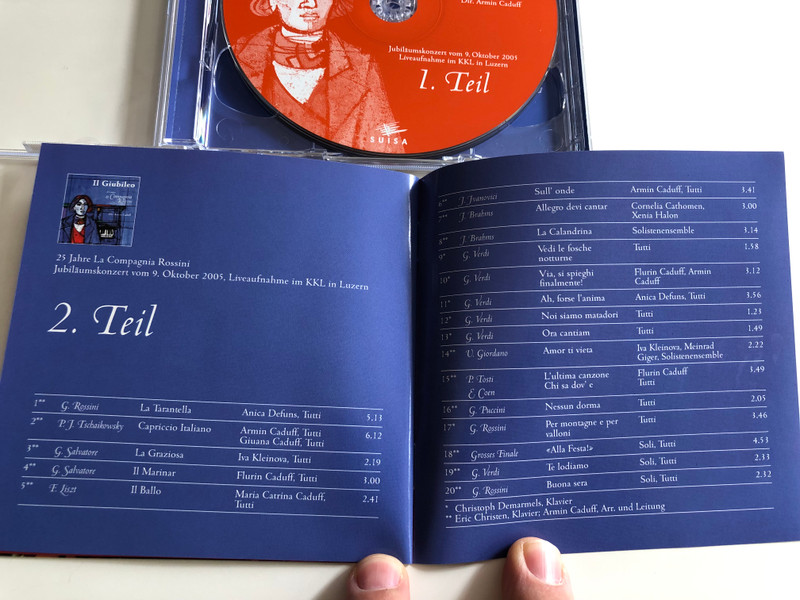 Dir. Armin Caduff
Jubiläumskonzert vom 9. Oktober 2005
Liveaufnahme im KKL in Luzern
1. Teil
SUISA
Il Giubileo
25 Jahre La Compagnia Rossini
Jubiläumskonzert vom 9. Oktober 2005, Liveaufnahme im KKL in Luzern
2. Teil
1** G. Rossini La Tarantella Anica Defuns, Tutti 5.13
2** P. J. Tschaikowsky Capriccio Italiano Armin Caduff, Tutti 6.12
Giuana Caduff, Tutti
3** G. Salvatore La Graziosa Iva Kleinova, Tutti 2.19
4** G. Salvatore Il Marinar Flurin Caduff, Tutti 3.00
5** F. Liszt Il Ballo Maria Catrina Caduff, 2.41
Tutti
6** J. Ivanovus Sull' onde Armin Caduff, Tutti 3.41
7** J. Brahms Allegro devi cantar Cornelia Cathomen, 3.00
Xenia Halon
8** J. Brahms La Calandrina Solistenensemble 3.14
9* G. Verdi Vedi le fosche Tutti 1.58
notturne
10* G. Verdi Via, si spieghi Flurin Caduff, Armin 3.12
finalmente! Caduff
11* G. Verdi Ah, forse l'anima Anica Defuns, Tutti 3.56
12* G. Verdi Noi siamo matadori Tutti 1.23
13* G. Verdi Ora cantiam Tutti 1.49
14** U. Giordano Amor ti vieta Iva Kleinova, Meinrad 2.22
Giger, Solistenensemble
15** P. Tosti L'ultima canzone Flurin Caduff 3.49
E. Coen Chi sa dov' e Tutti
16** G. Puccini Nessun dorma Tutti 2.05
17* G. Rossini Per montagne e per Tutti 3.46
valloni
18** Grosses Finale «Alla Festa!» Soli, Tutti 4.53
19** G. Verdi Te lodiamo Soli, Tutti 2.33
20** G. Rossini Buona sera Soli, Tutti 2.32
* Christoph Demarmels, Klavier
** Eric Christen, Klavier; Armin Caduff, Arr. und Leitung